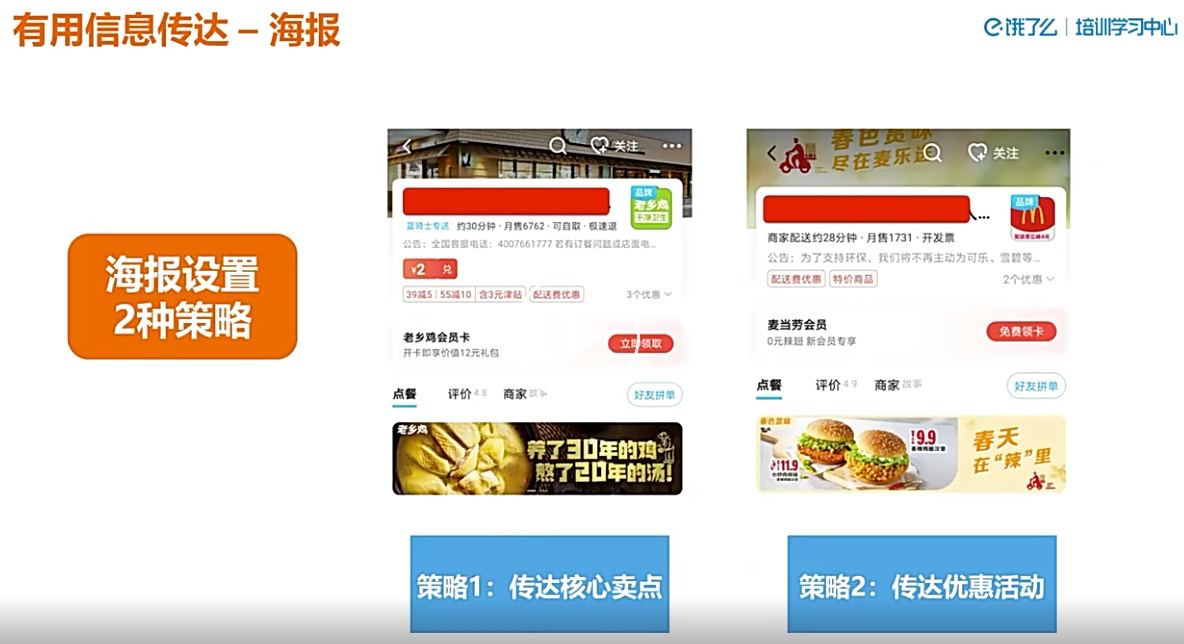 有用信息传达 – 海报
饿了么 | 培训学习中心
海报设置
2种策略
关注
品牌
老乡鸡
干净卫生
蓝骑士专送 约30分钟 · 月售6762 · 可自取 · 极速退
公告：全国客服电话：4007661777 若有订餐问题或店面电...
¥2 兑
39减5 55减10 含3元津贴 配送费优惠 3个优惠
老乡鸡会员卡
开卡即享价值12元礼包
立即领取
点餐 评价 4.8 商家 故事 好友拼单
老乡鸡
养了30年的鸡
熬了20年的汤!
策略1：传达核心卖点
春色赏味
尽在麦乐送
关注
品牌
人...
商家配送约28分钟 · 月售1731 · 开发票
公告：为了支持环保，我们将不再主动为可乐、雪碧等...
配送费优惠 特价商品 2个优惠
麦当劳会员
0元辣翅 新会员专享
免费领卡
点餐 评价 4.9 商家 故事 好友拼单
春色赏味
¥9.9
¥11.9
春天
在“辣”里
策略2：传达优惠活动